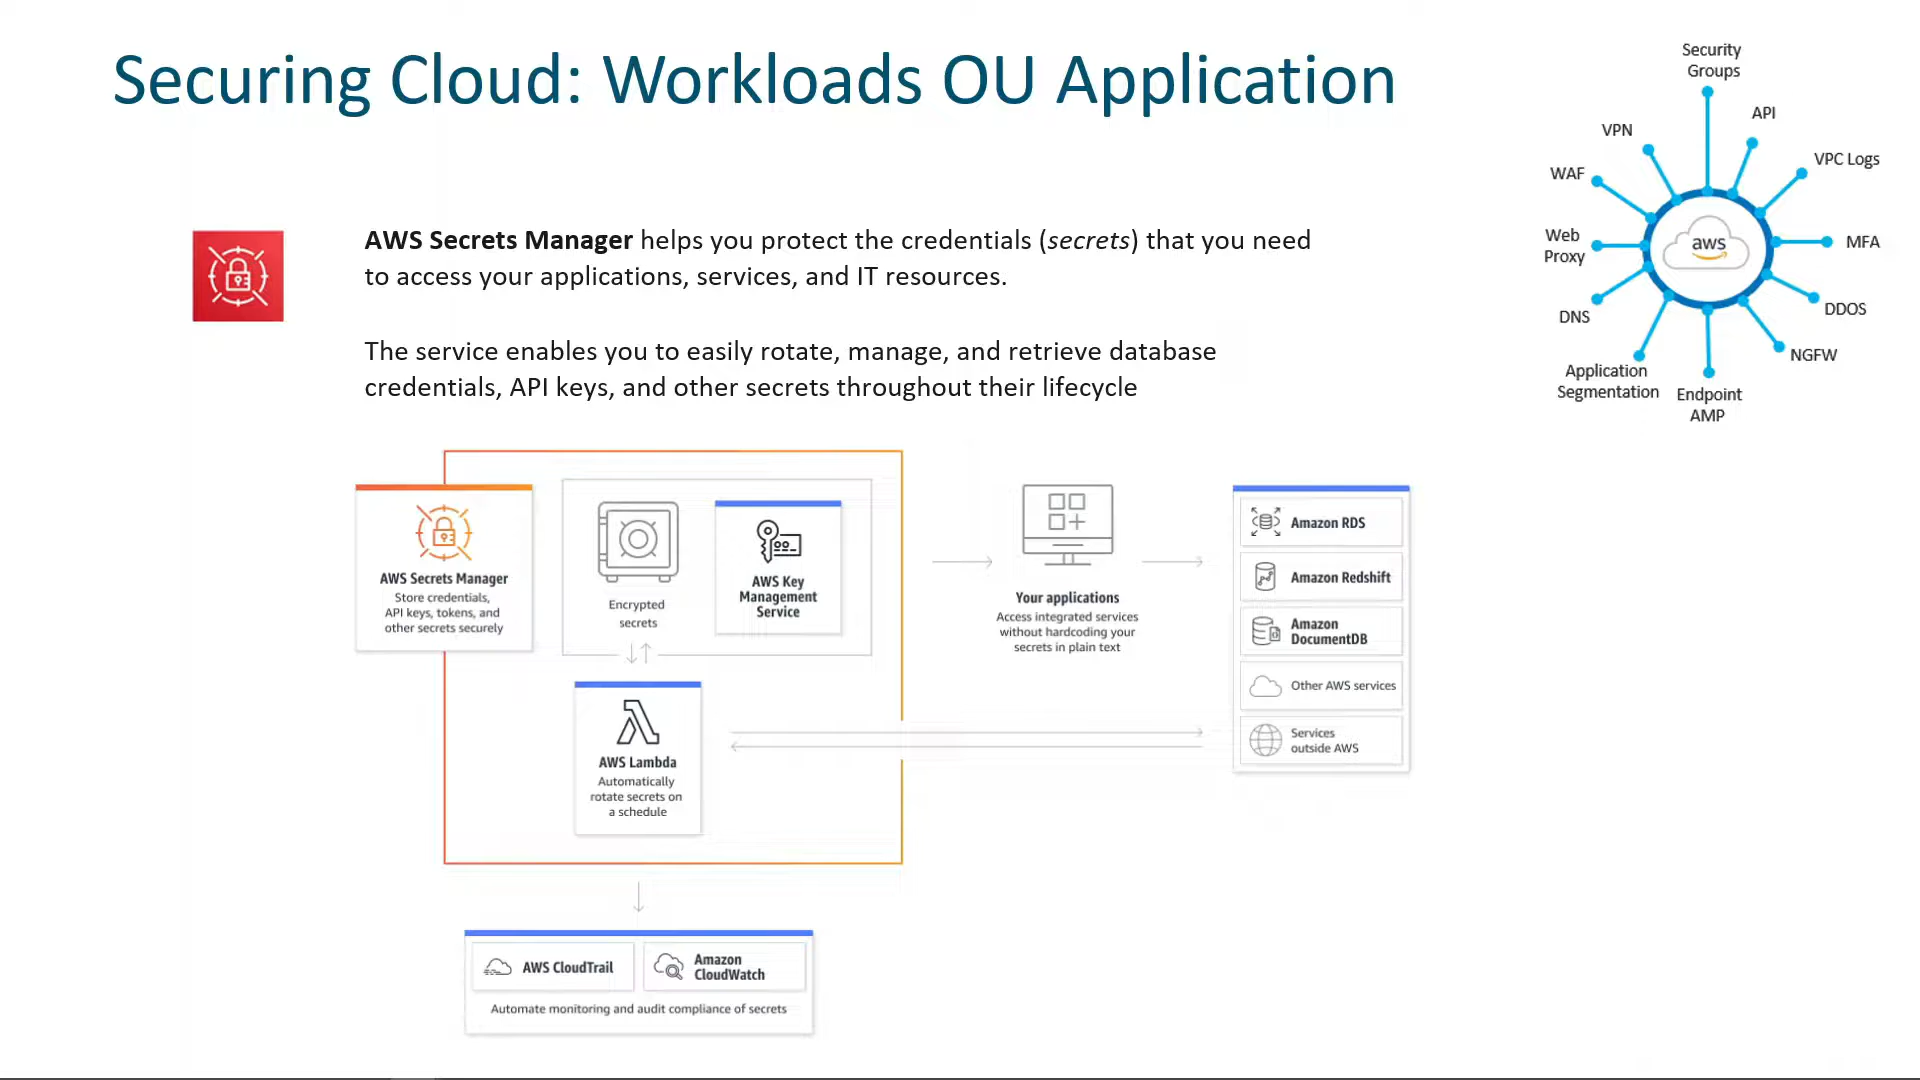 Securing Cloud: Workloads OU Application
Security
Groups
API
VPN
VPC Logs
WAF
Web
Proxy
aws
MFA
DNS
DDOS
NGFW
Application
Segmentation
Endpoint
AMP
AWS Secrets Manager helps you protect the credentials (secrets) that you need
to access your applications, services, and IT resources.
The service enables you to easily rotate, manage, and retrieve database
credentials, API keys, and other secrets throughout their lifecycle
AWS Secrets Manager
Store credentials,
API keys, tokens, and
other secrets securely
Encrypted
secrets
AWS Key
Management
Service
AWS Lambda
Automatically
rotate secrets on
a schedule
Your applications
Access integrated services
without hardcoding your
secrets in plain text
Amazon RDS
Amazon Redshift
Amazon
DocumentDB
Other AWS services
Services
outside AWS
AWS CloudTrail
Amazon
CloudWatch
Automate monitoring and audit compliance of secrets